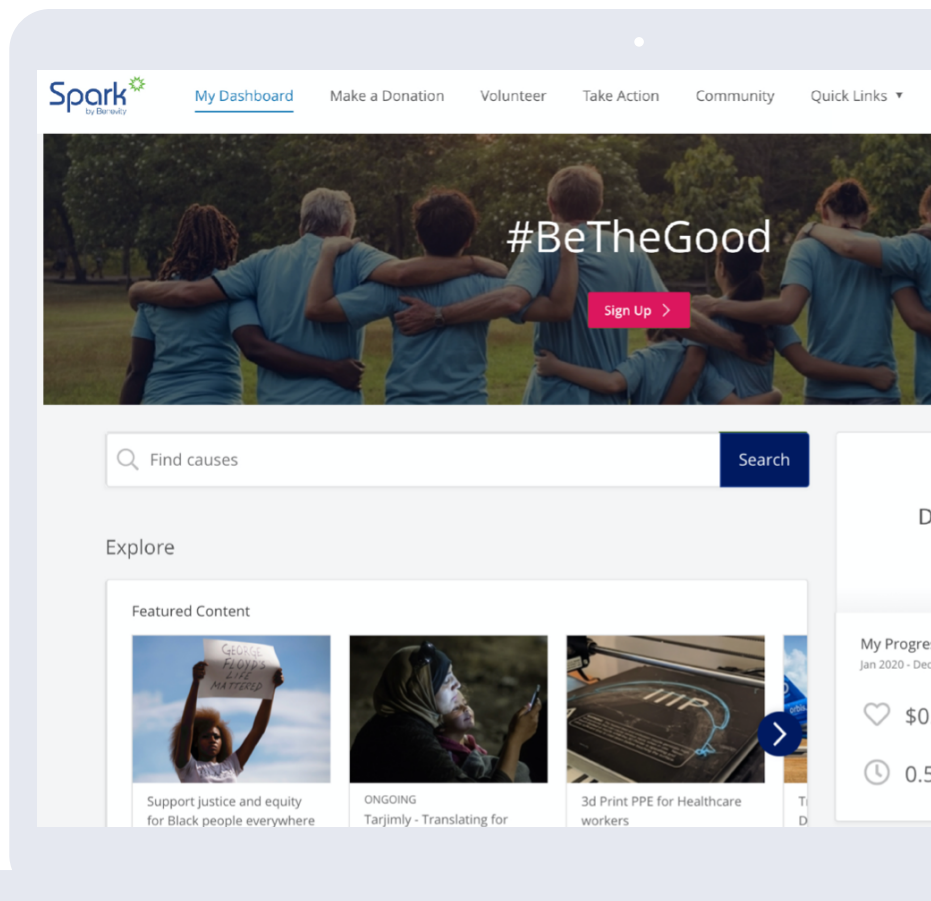 Spark
by Benevity
My Dashboard
Make a Donation
Volunteer
Take Action
Community
Quick Links
#BeTheGood
Sign Up
Find causes
Search
D
Explore
Featured Content
GEORGE
FLOYD'S
LIFE
MATTERED
My Progre
Jan 2020 - Dec
$0
0.5
Support justice and equity
for Black people everywhere
ONGOING
Tarjimly - Translating for
3d Print PPE for Healthcare
workers
D